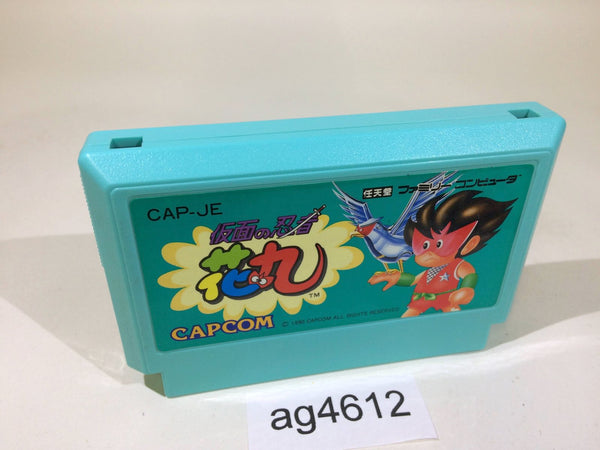 CAP-JE
任天堂 ファミリー コンピュータ
仮面の忍者
花丸
TM
CAPCOM
© 1990 CAPCOM ALL RIGHTS RESERVED
ag4612